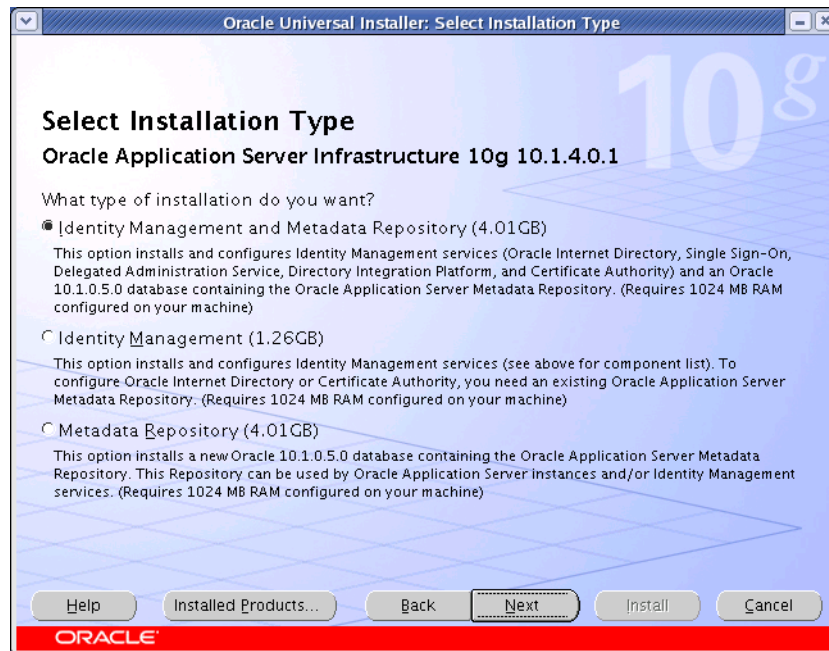 Oracle Universal Installer: Select Installation Type
10g
Select Installation Type
Oracle Application Server Infrastructure 10g 10.1.4.0.1
What type of installation do you want?
Identity Management and Metadata Repository (4.01GB)
This option installs and configures Identity Management services (Oracle Internet Directory, Single Sign-On,
Delegated Administration Service, Directory Integration Platform, and Certificate Authority) and an Oracle
10.1.0.5.0 database containing the Oracle Application Server Metadata Repository. (Requires 1024 MB RAM
configured on your machine)
Identity Management (1.26GB)
This option installs and configures Identity Management services (see above for component list). To
configure Oracle Internet Directory or Certificate Authority, you need an existing Oracle Application Server
Metadata Repository. (Requires 1024 MB RAM configured on your machine)
Metadata Repository (4.01GB)
This option installs a new Oracle 10.1.0.5.0 database containing the Oracle Application Server Metadata
Repository. This Repository can be used by Oracle Application Server instances and/or Identity Management
services. (Requires 1024 MB RAM configured on your machine)
Help Installed Products... Back Next Install Cancel
ORACLE